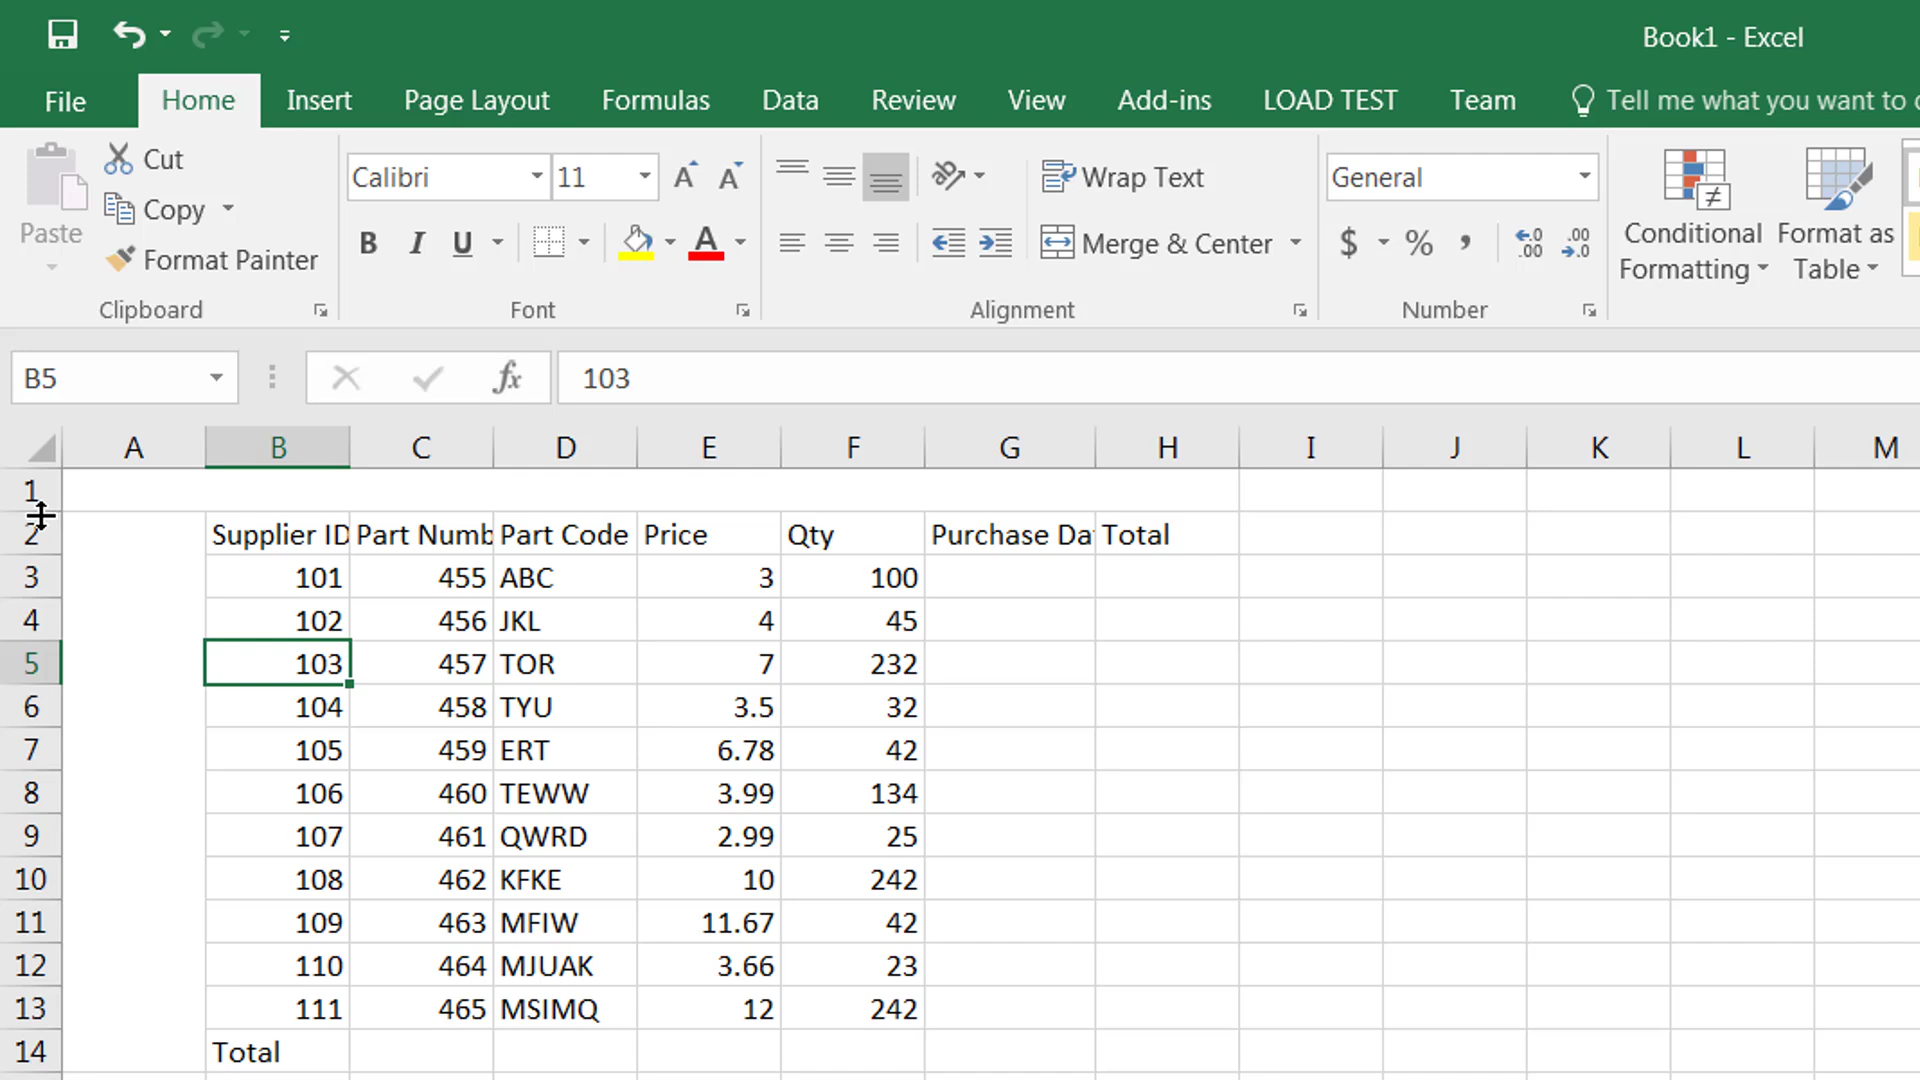 Book1 - Excel
File Home Insert Page Layout Formulas Data Review View Add-ins LOAD TEST Team Tell me what you want to
Paste
Cut
Copy
Format Painter
Clipboard
Calibri 11
B I U A
Font
Wrap Text
Merge & Center
Alignment
General
$ % , .0 .00 .00 .0
Number
Conditional Formatting
Format as Table
B5 fx 103
A B C D E F G H I J K L M
1
2 Supplier ID Part Numb Part Code Price Qty Purchase Da Total
3 101 455 ABC 3 100
4 102 456 JKL 4 45
5 103 457 TOR 7 232
6 104 458 TYU 3.5 32
7 105 459 ERT 6.78 42
8 106 460 TEWW 3.99 134
9 107 461 QWRD 2.99 25
10 108 462 KFKE 10 242
11 109 463 MFIW 11.67 42
12 110 464 MJUAK 3.66 23
13 111 465 MSIMQ 12 242
14 Total